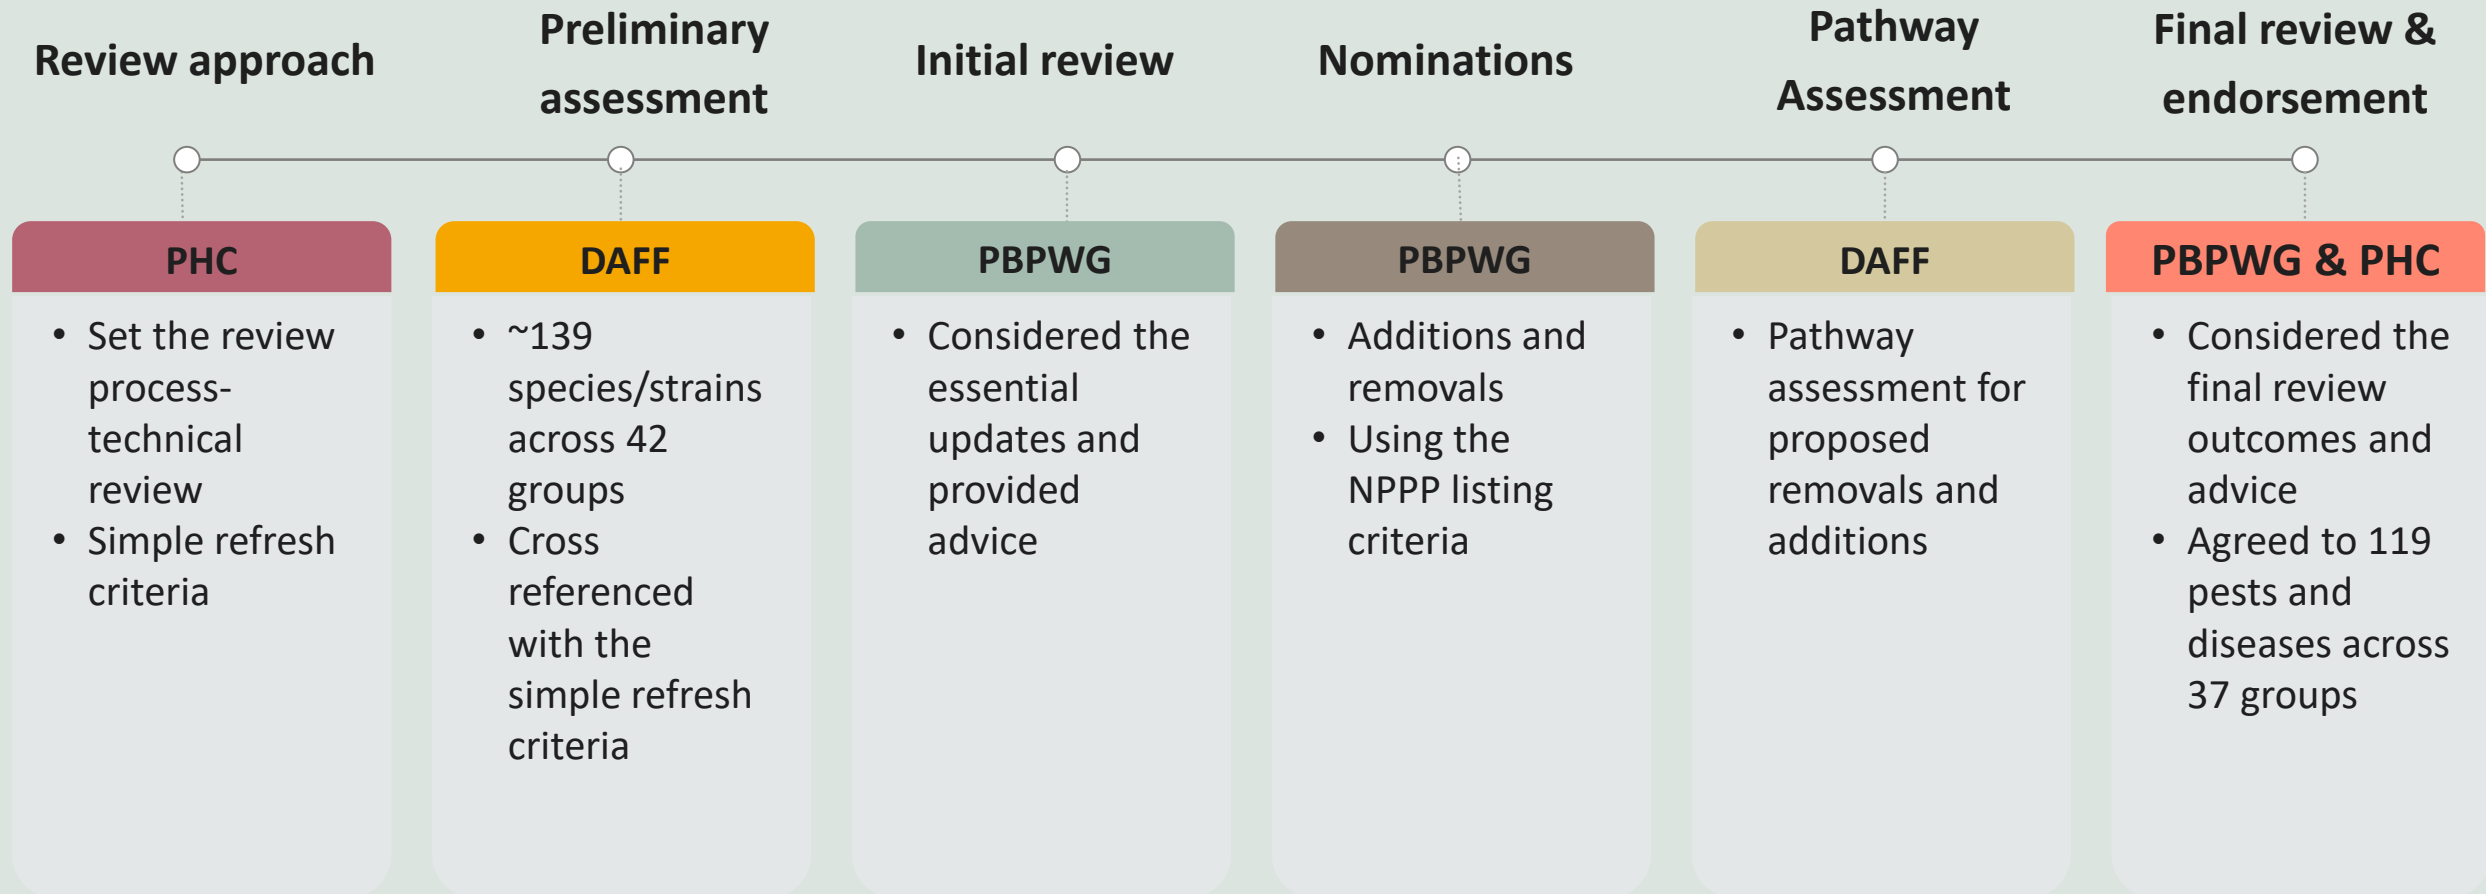 Review approach
Preliminary
assessment
Initial review
Nominations
Pathway
Assessment
Final review &
endorsement
PHC
• Set the review
process-
technical
review
• Simple refresh
criteria
DAFF
• ~139
species/strains
across 42
groups
• Cross
referenced
with the
simple refresh
criteria
PBPWG
• Considered the
essential
updates and
provided
advice
PBPWG
• Additions and
removals
• Using the
NPPP listing
criteria
DAFF
• Pathway
assessment for
proposed
removals and
additions
PBPWG & PHC
• Considered the
final review
outcomes and
advice
• Agreed to 119
pests and
diseases across
37 groups